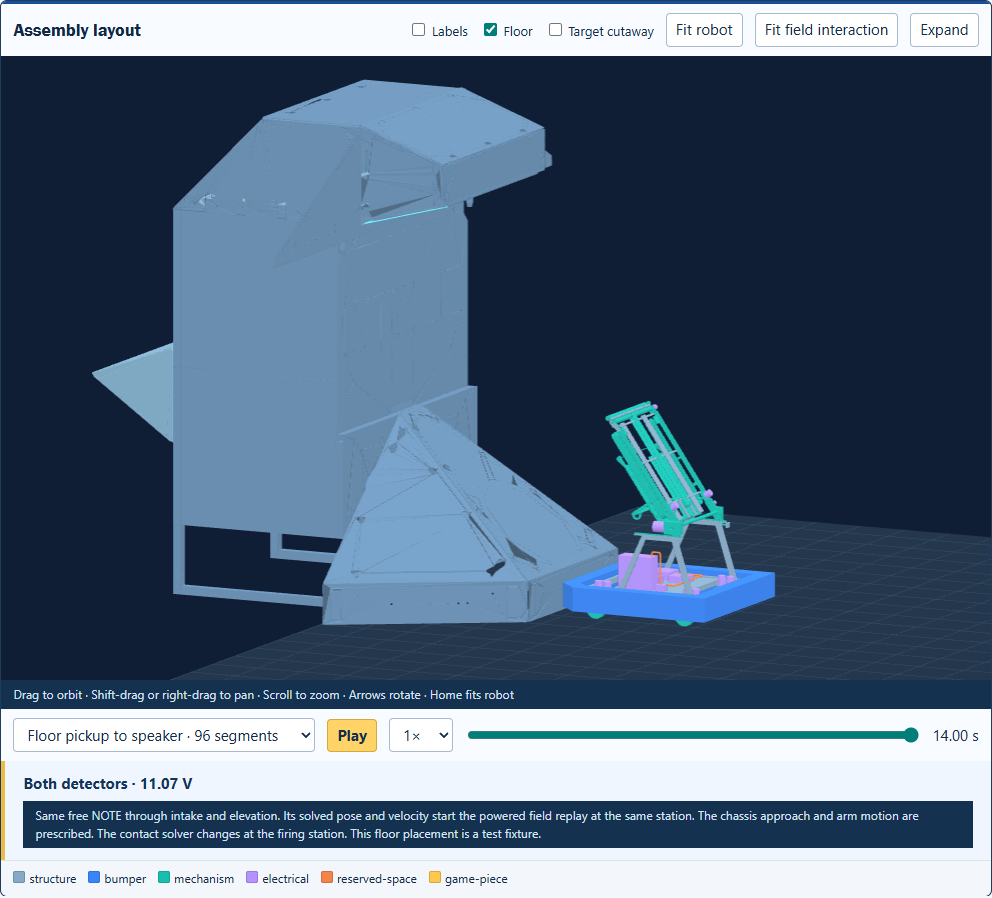 Assembly layout
Labels
Floor
Target cutaway
Fit robot
Fit field interaction
Expand
Drag to orbit · Shift-drag or right-drag to pan · Scroll to zoom · Arrows rotate · Home fits robot
Floor pickup to speaker · 96 segments
Play
1×
14.00 s
Both detectors · 11.07 V
Same free NOTE through intake and elevation. Its solved pose and velocity start the powered field replay at the same station. The chassis approach and arm motion are
prescribed. The contact solver changes at the firing station. This floor placement is a test fixture.
structure
bumper
mechanism
electrical
reserved-space
game-piece